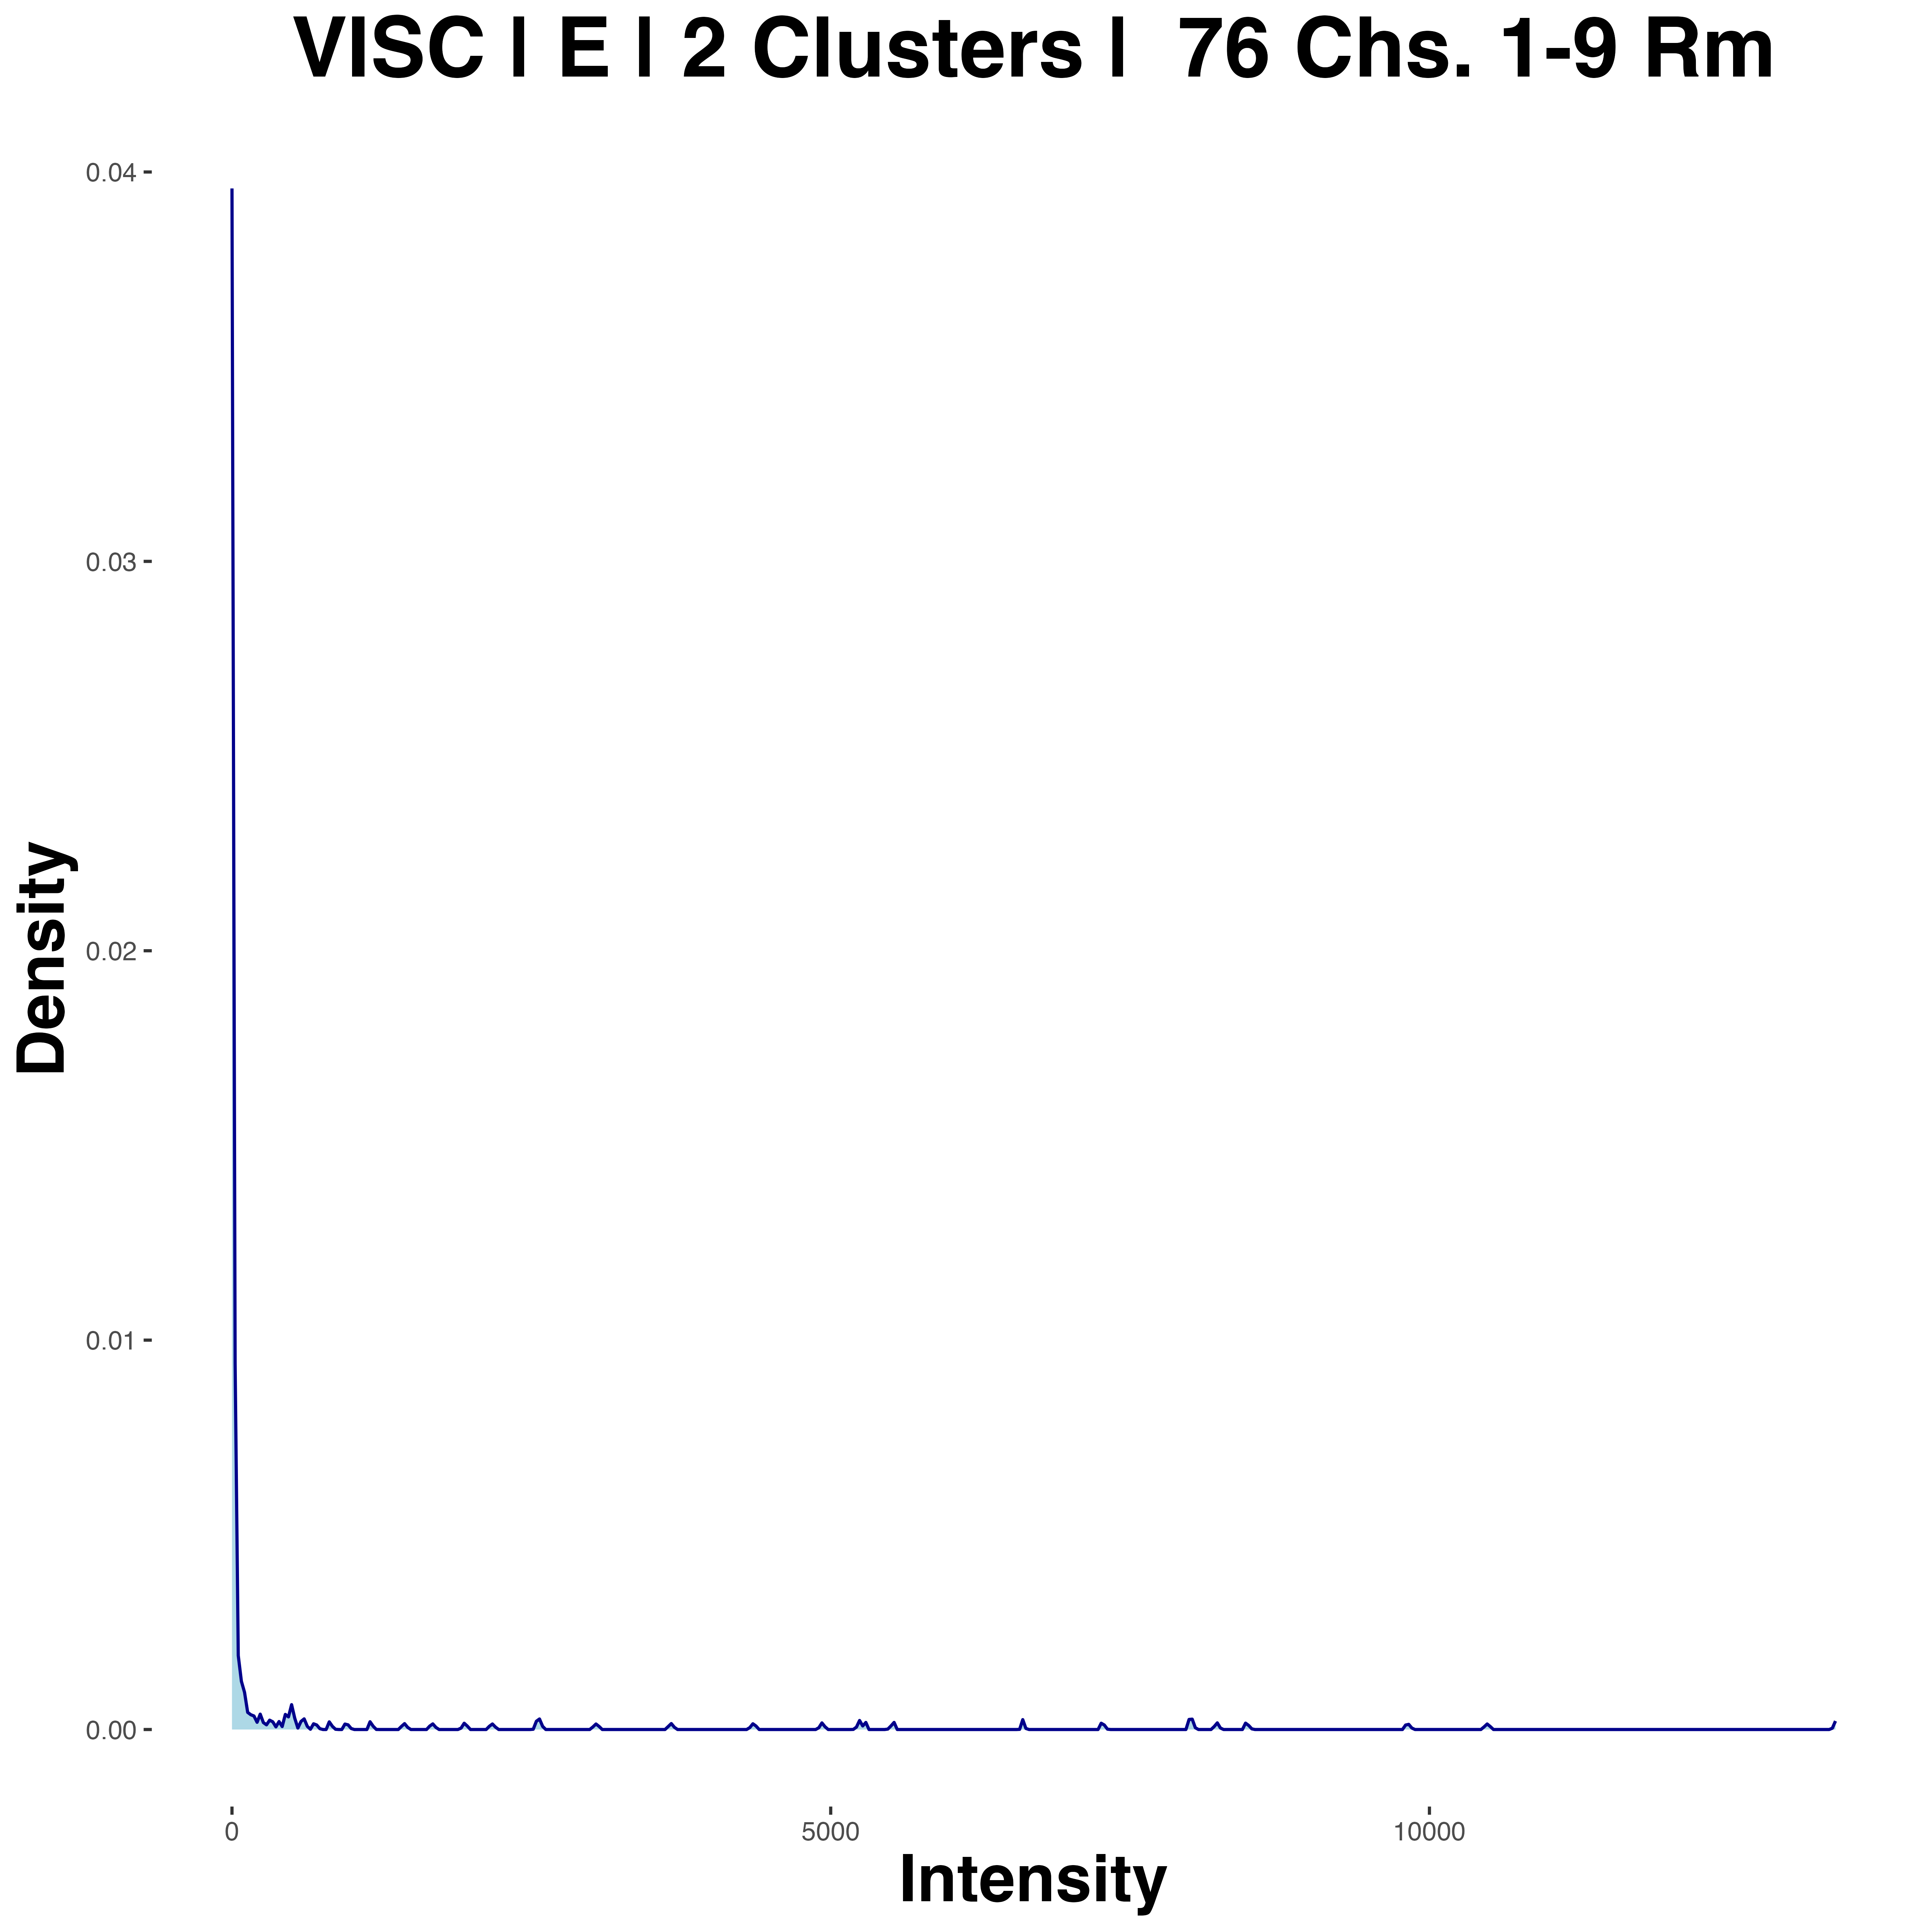 VISC | E | 2 Clusters |  76 Chs. 1-9 Rm
0.04
0.03
0.02
0.01
0.00
Density
0
5000
10000
Intensity